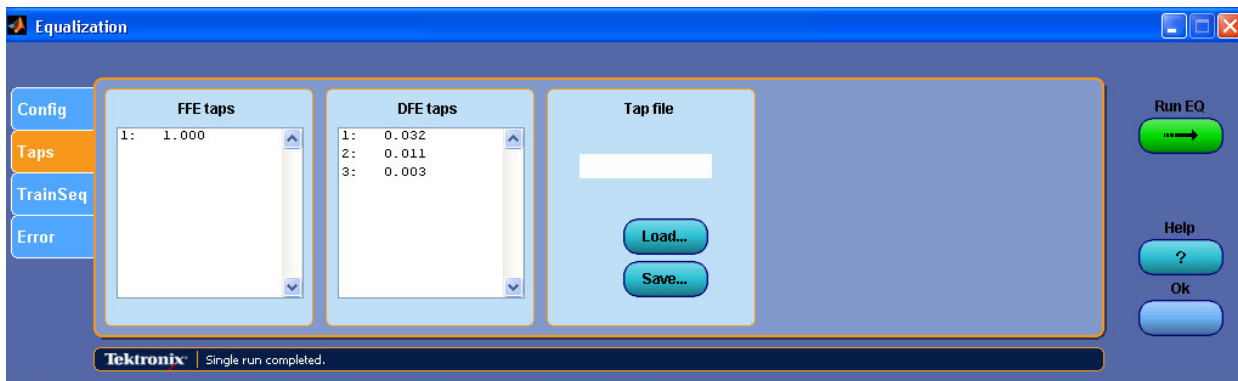 Equalization
Config
Taps
TrainSeq
Error
FFE taps
1: 1.000
DFE taps
1: 0.032
2: 0.011
3: 0.003
Tap file
Load...
Save...
Run EQ
Help
?
Ok
Tektronix Single run completed.